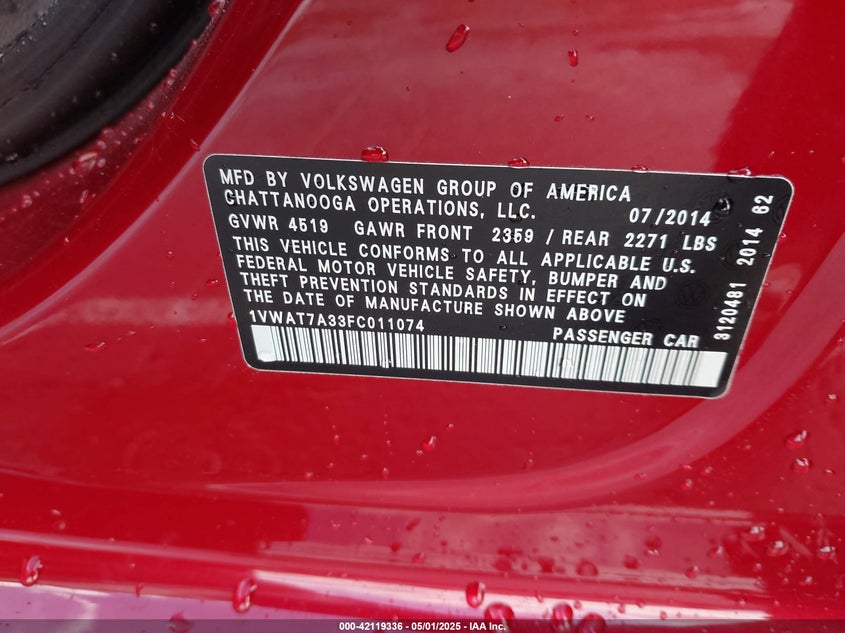 MFD BY VOLKSWAGEN GROUP OF AMERICA
CHATTANOOGA OPERATIONS, LLC. 07/2014
GVWR 4519 GAWR FRONT 2359 / REAR 2271 LBS
THIS VEHICLE CONFORMS TO ALL APPLICABLE U.S.
FEDERAL MOTOR VEHICLE SAFETY, BUMPER AND
THEFT PREVENTION STANDARDS IN EFFECT ON
THE DATE OF MANUFACTURE SHOWN ABOVE
1VWAT7A33FC011074 PASSENGER CAR
3120481 2014 62
000-42119336 - 05/01/2025 - IAA Inc.